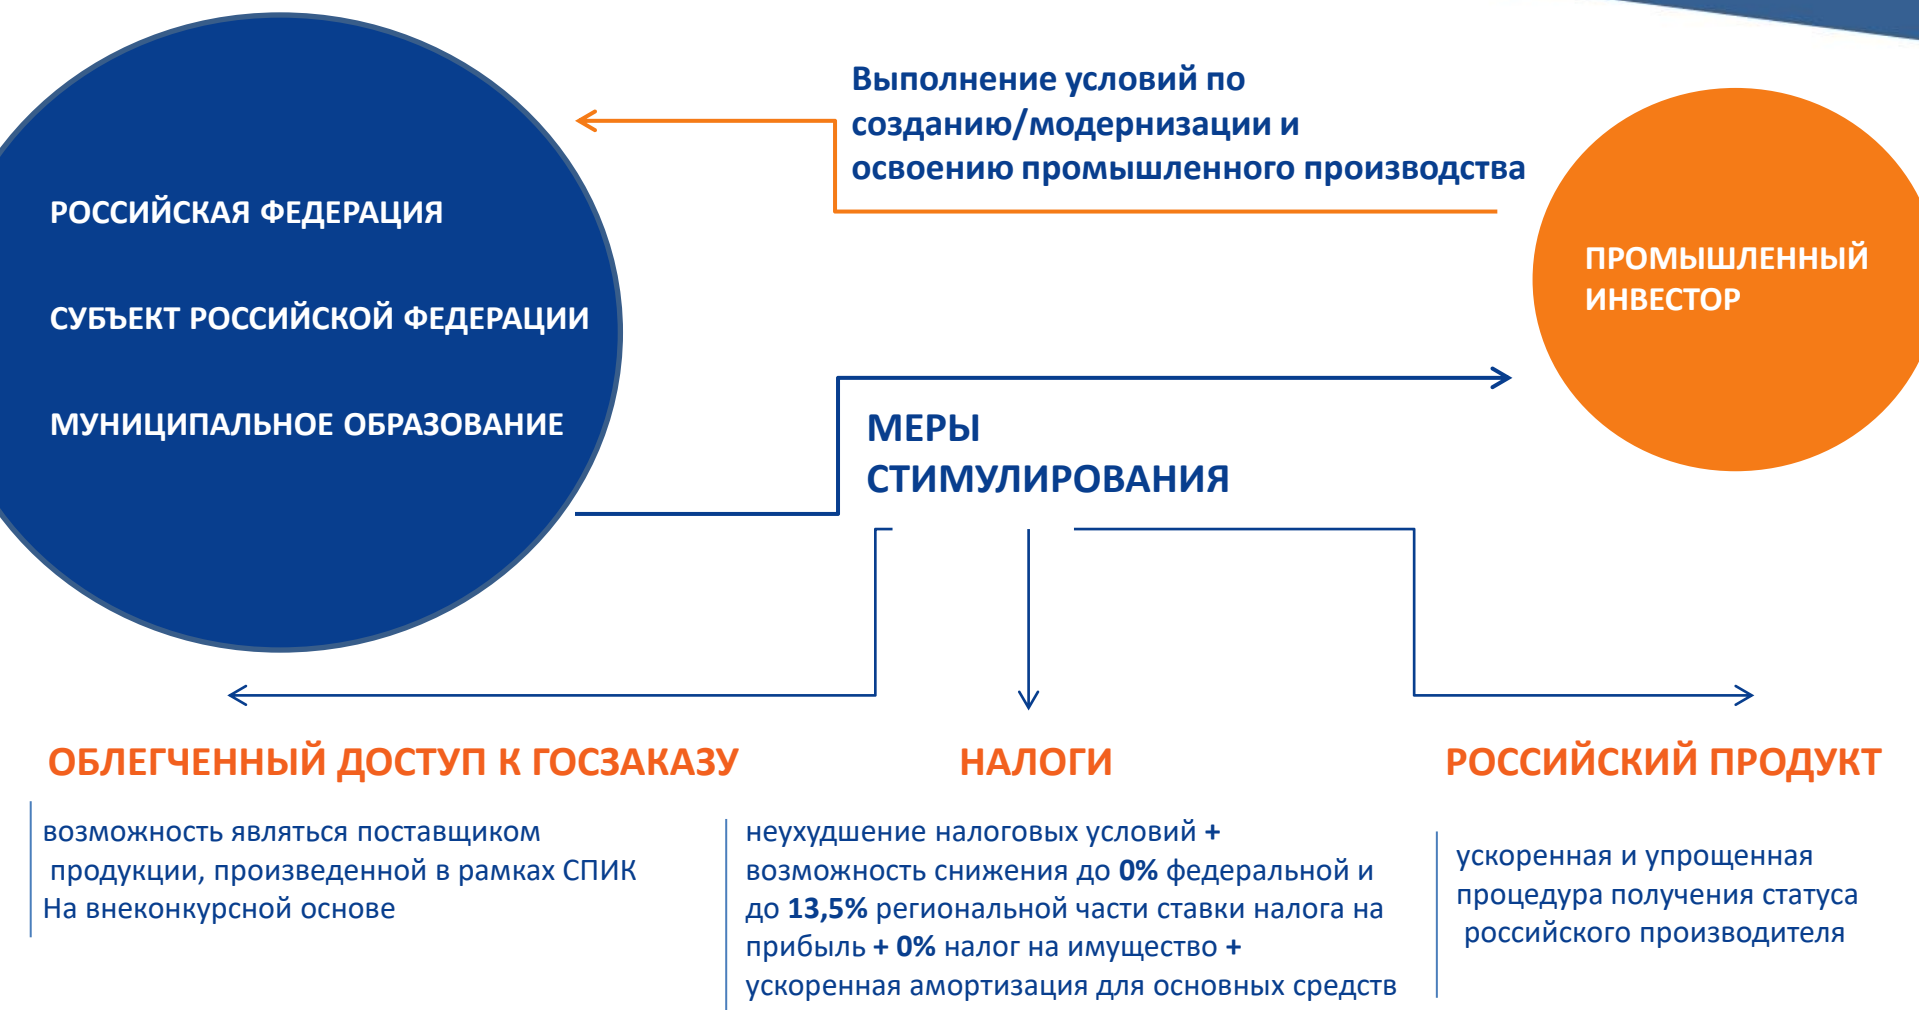 РОССИЙСКАЯ ФЕДЕРАЦИЯ
СУБЪЕКТ РОССИЙСКОЙ ФЕДЕРАЦИИ
МУНИЦИПАЛЬНОЕ ОБРАЗОВАНИЕ
Выполнение условий по
созданию/модернизации и
освоению промышленного производства
ПРОМЫШЛЕННЫЙ
ИНВЕСТОР
МЕРЫ
СТИМУЛИРОВАНИЯ
ОБЛЕГЧЕННЫЙ ДОСТУП К ГОСЗАКАЗУ
возможность являться поставщиком
продукции, произведенной в рамках СПИК
На внеконкурсной основе
НАЛОГИ
неухудшение налоговых условий +
возможность снижения до 0% федеральной и
до 13,5% региональной части ставки налога на
прибыль + 0% налог на имущество +
ускоренная амортизация для основных средств
РОССИЙСКИЙ ПРОДУКТ
ускоренная и упрощенная
процедура получения статуса
российского производителя